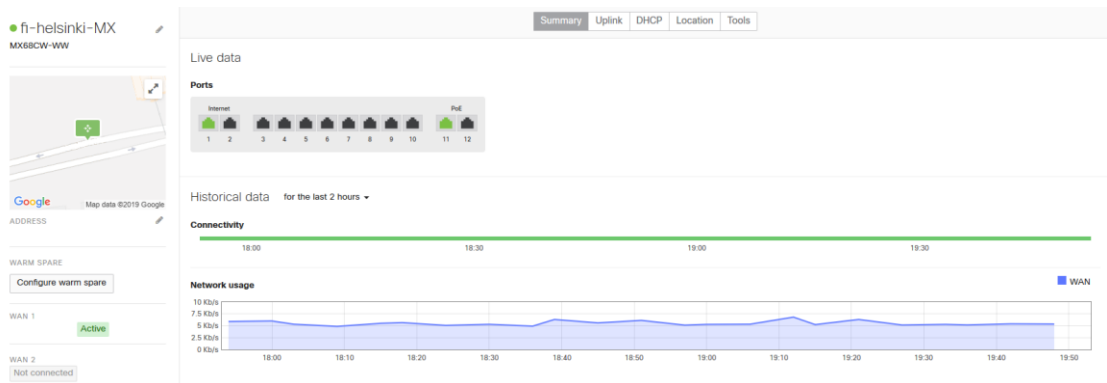 fi-helsinki-MX
MX68CW-WW
Google
Map data ©2019 Google
ADDRESS
WARM SPARE
Configure warm spare
WAN 1
Active
WAN 2
Not connected
Summary Uplink DHCP Location Tools
Live data
Ports
Internet PoE
1 2 3 4 5 6 7 8 9 10 11 12
Historical data for the last 2 hours
Connectivity
18:00 18:30 19:00 19:30
Network usage WAN
10 Kb/s
7.5 Kb/s
5 Kb/s
2.5 Kb/s
0 Kb/s
18:00 18:10 18:20 18:30 18:40 18:50 19:00 19:10 19:20 19:30 19:40 19:50